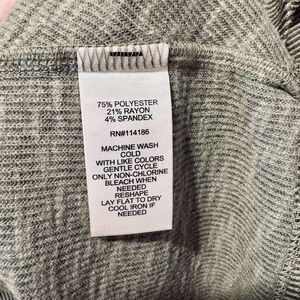 75% POLYESTER
21% RAYON
4% SPANDEX
RN#114186
MACHINE WASH
COLD
WITH LIKE COLORS
GENTLE CYCLE
ONLY NON-CHLORINE
BLEACH WHEN
NEEDED
RESHAPE
LAY FLAT TO DRY
COOL IRON IF
NEEDED